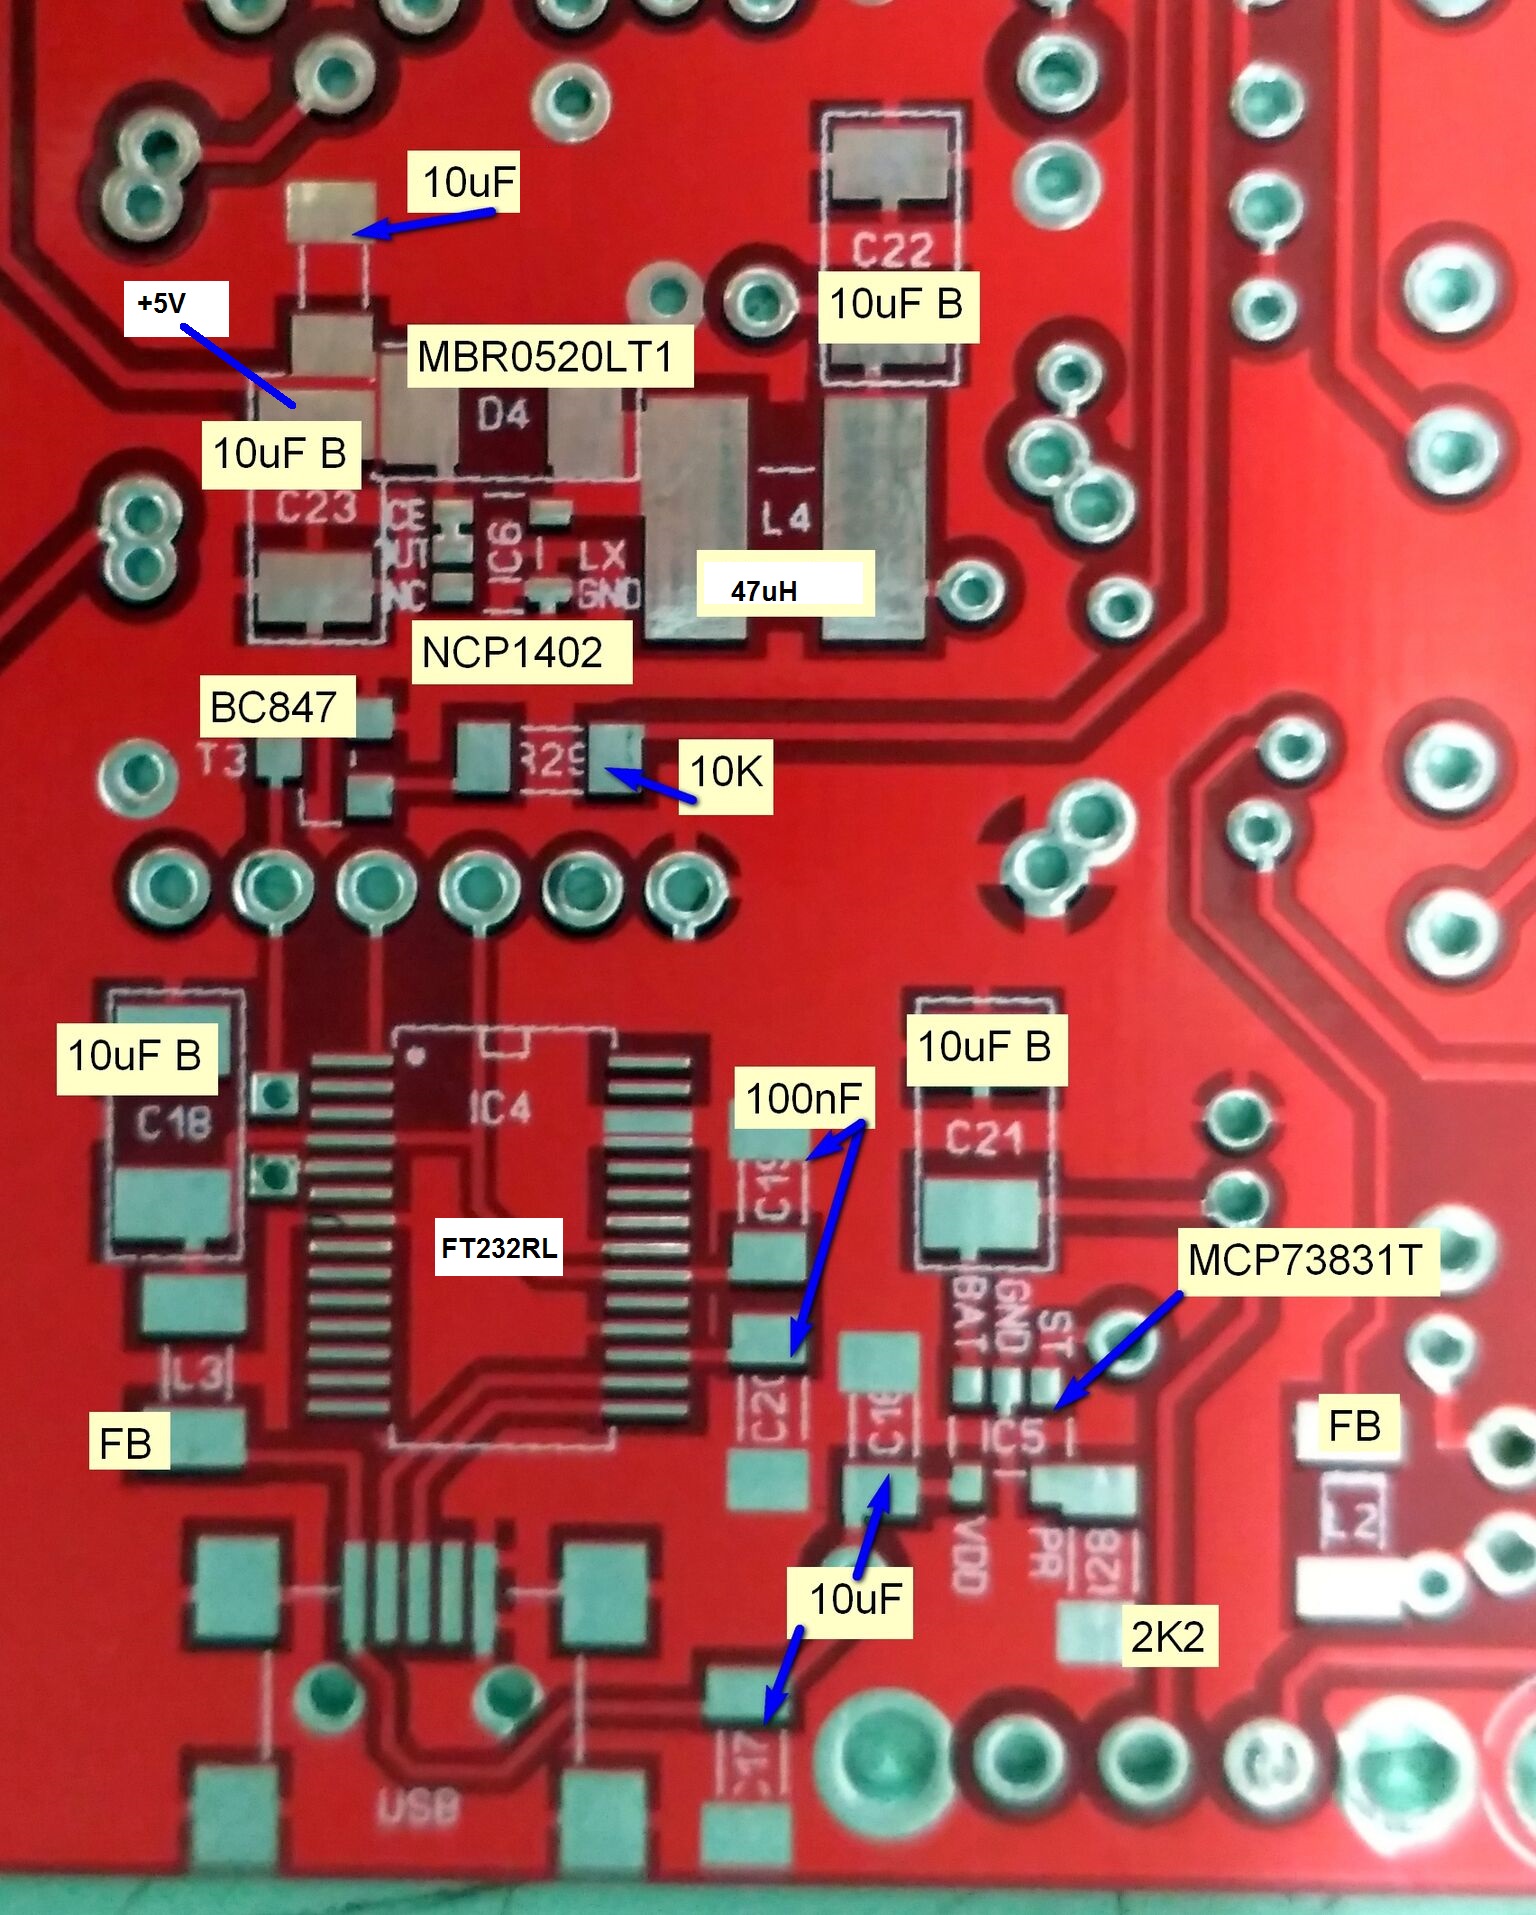 10uF
C22
+5V
10uF B
MBR0520LT1
D4
10uF B
C23
CE
IC6
LX
L4
NC
GND
47uH
NCP1402
BC847
T3
R29
10K
10uF B
10uF B
100nF
IC4
C18
C21
C19
FT232RL
MCP73831T
BAT
GND
ST
L3
C20
C16
IC5
FB
FB
L2
VDD
PR
10uF
2K2
C17
USB